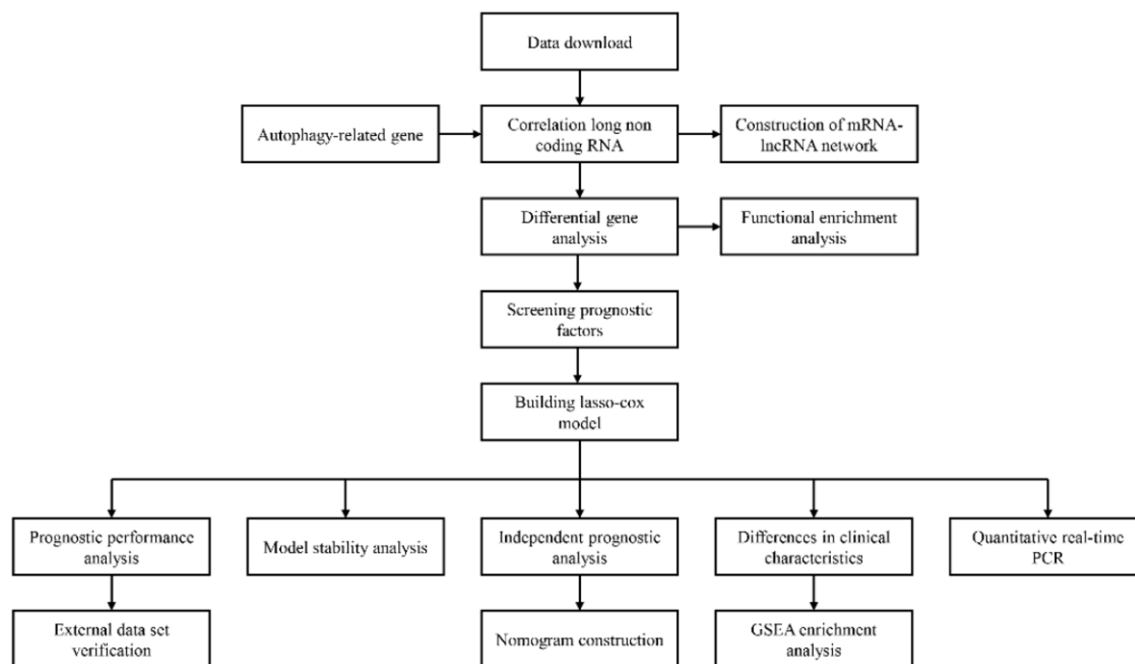 Data download
Autophagy-related gene
Correlation long non
coding RNA
Construction of mRNA-
lncRNA network
Differential gene
analysis
Functional enrichment
analysis
Screening prognostic
factors
Building lasso-cox
model
Prognostic performance
analysis
Model stability analysis
Independent prognostic
analysis
Differences in clinical
characteristics
Quantitative real-time
PCR
External data set
verification
Nomogram construction
GSEA enrichment
analysis